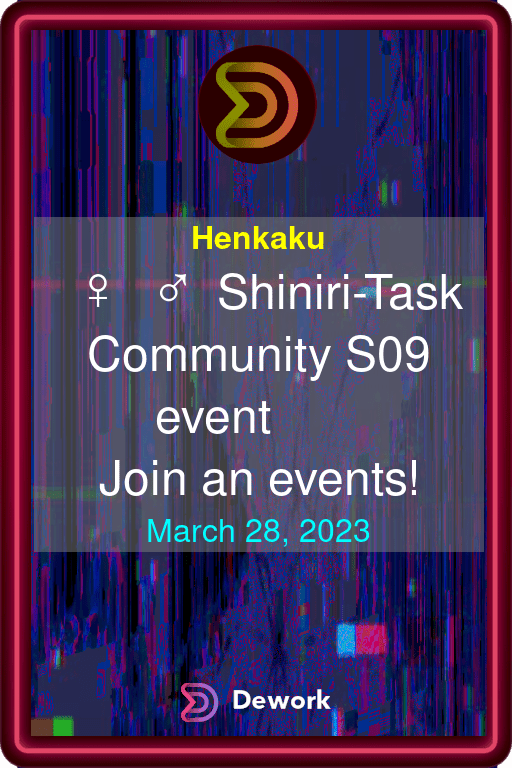 Henkaku
♀ ♂ Shiniri-Task
Community S09
event
Join an events!
March 28, 2023
Dework